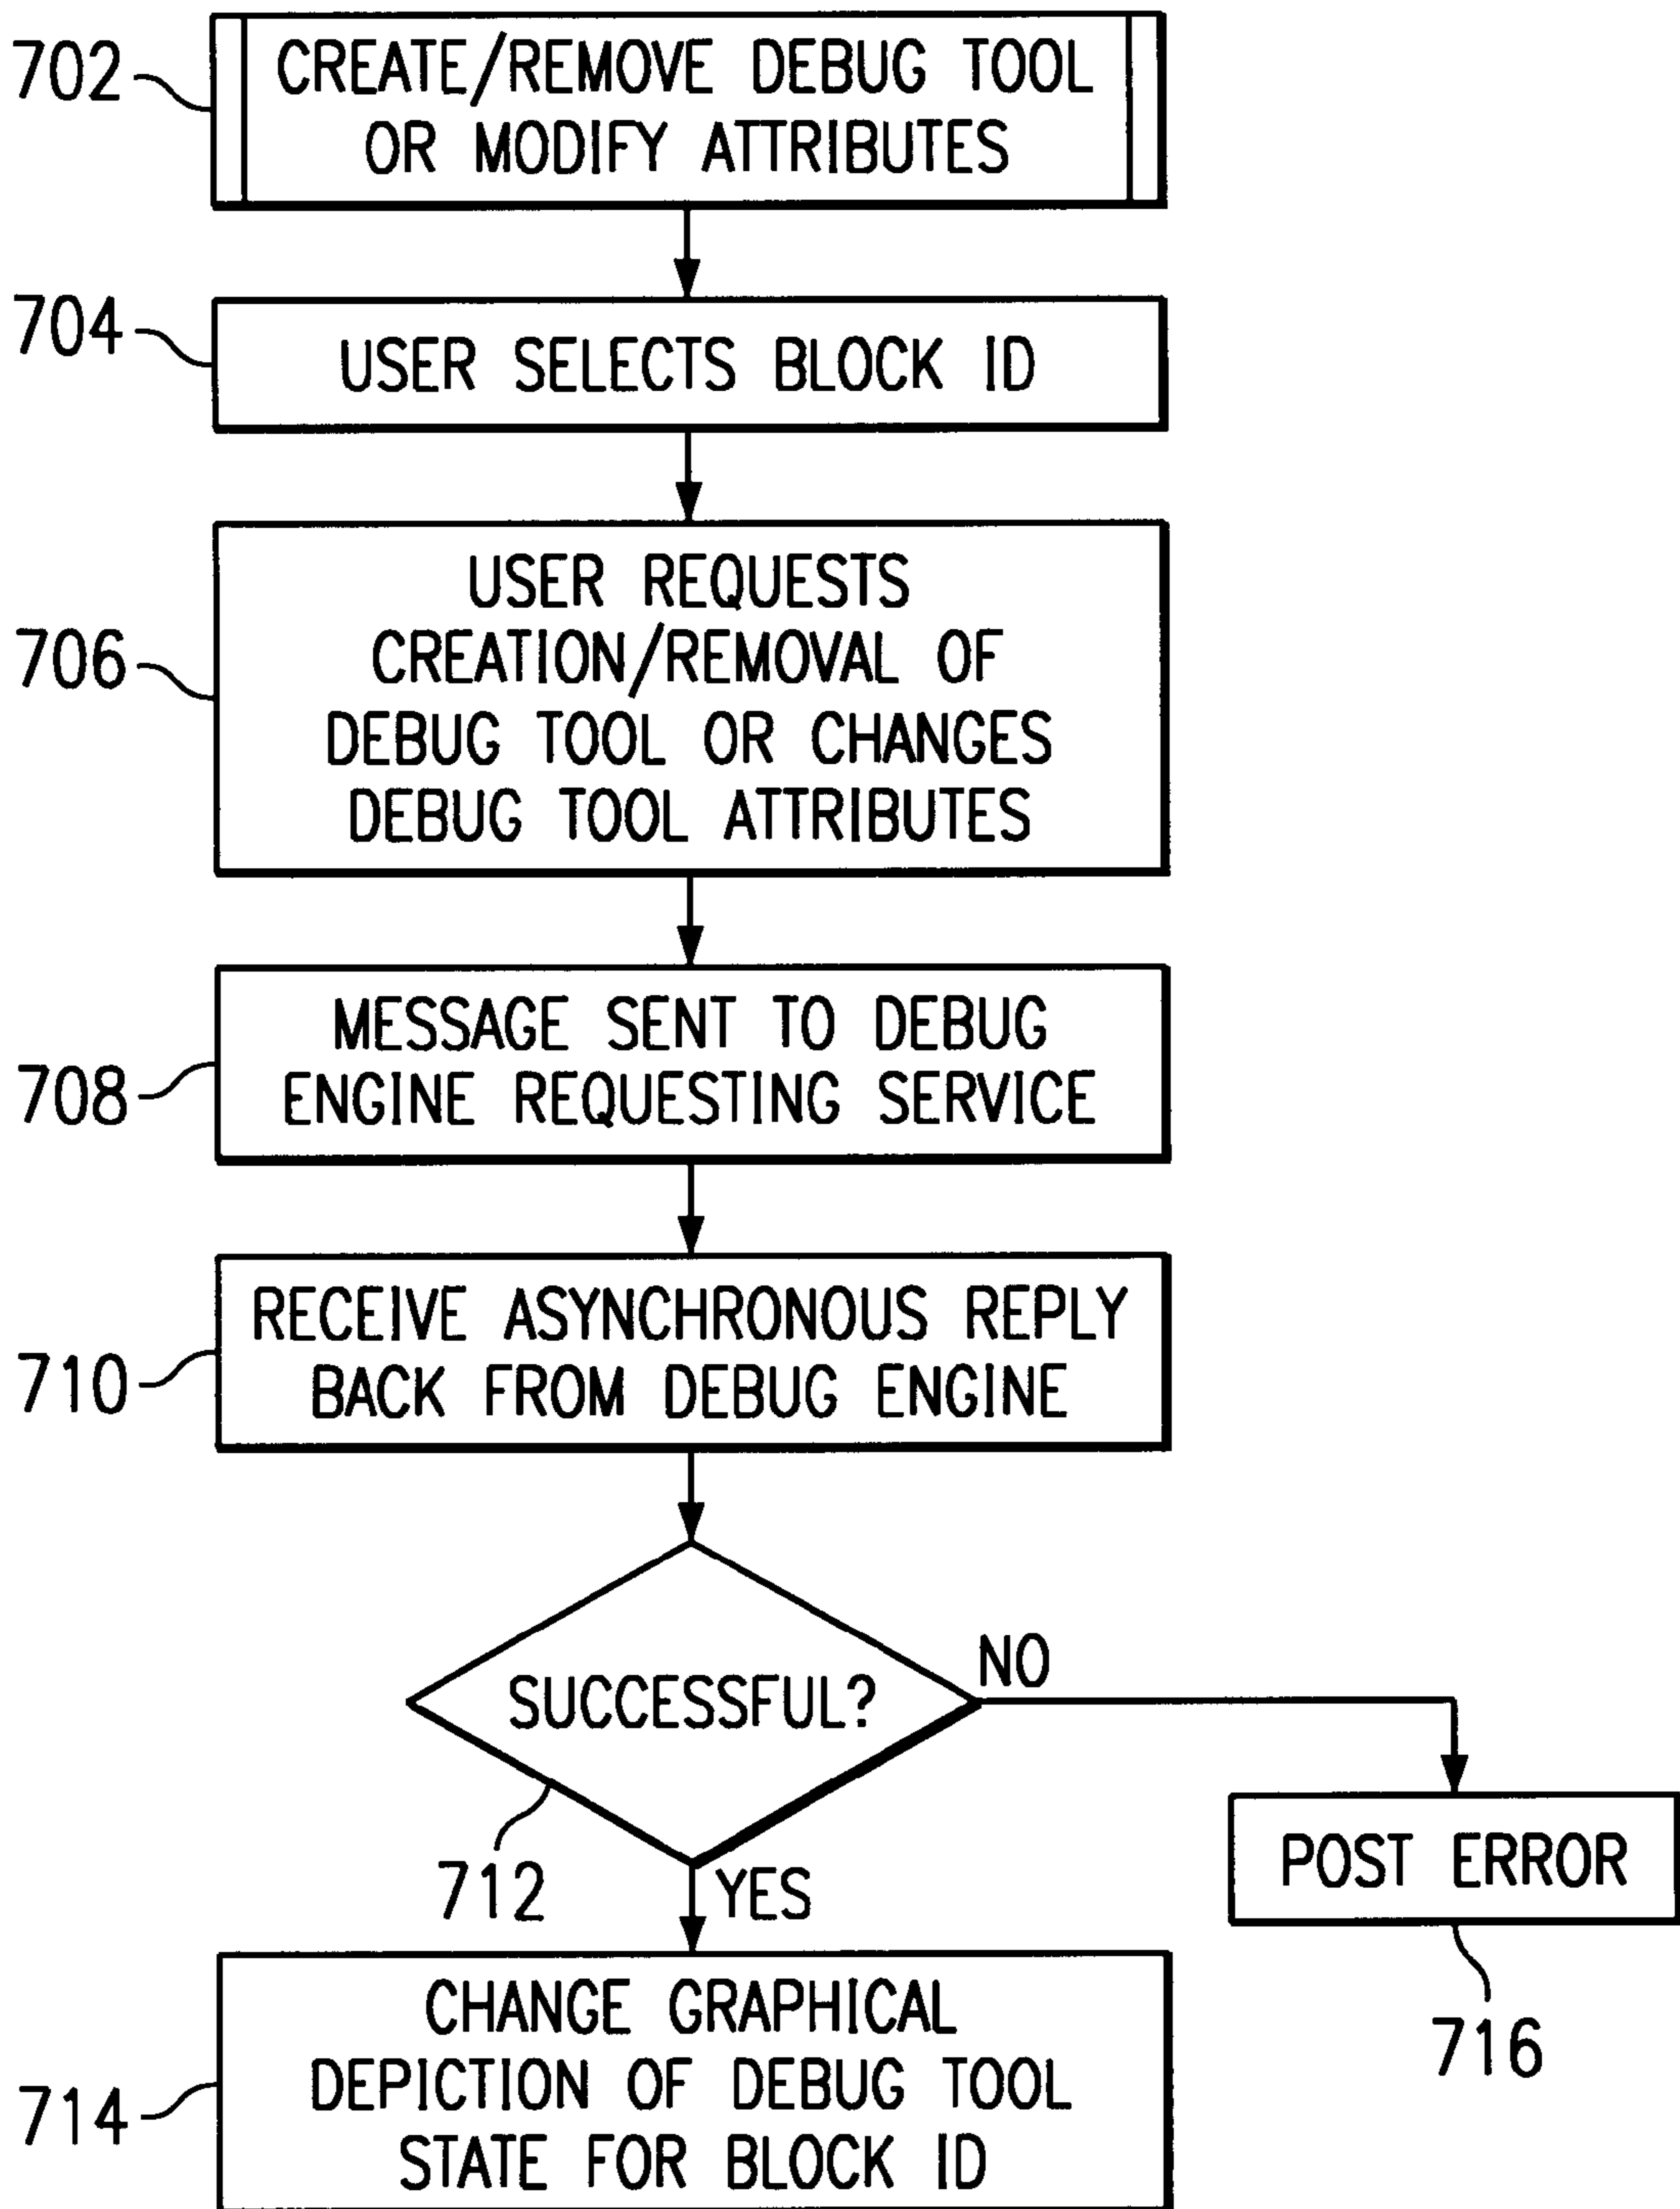 702
CREATE/REMOVE DEBUG TOOL
OR MODIFY ATTRIBUTES
704
USER SELECTS BLOCK ID
706
USER REQUESTS
CREATION/REMOVAL OF
DEBUG TOOL OR CHANGES
DEBUG TOOL ATTRIBUTES
708
MESSAGE SENT TO DEBUG
ENGINE REQUESTING SERVICE
710
RECEIVE ASYNCHRONOUS REPLY
BACK FROM DEBUG ENGINE
SUCCESSFUL?
NO
712
YES
POST ERROR
716
714
CHANGE GRAPHICAL
DEPICTION OF DEBUG TOOL
STATE FOR BLOCK ID